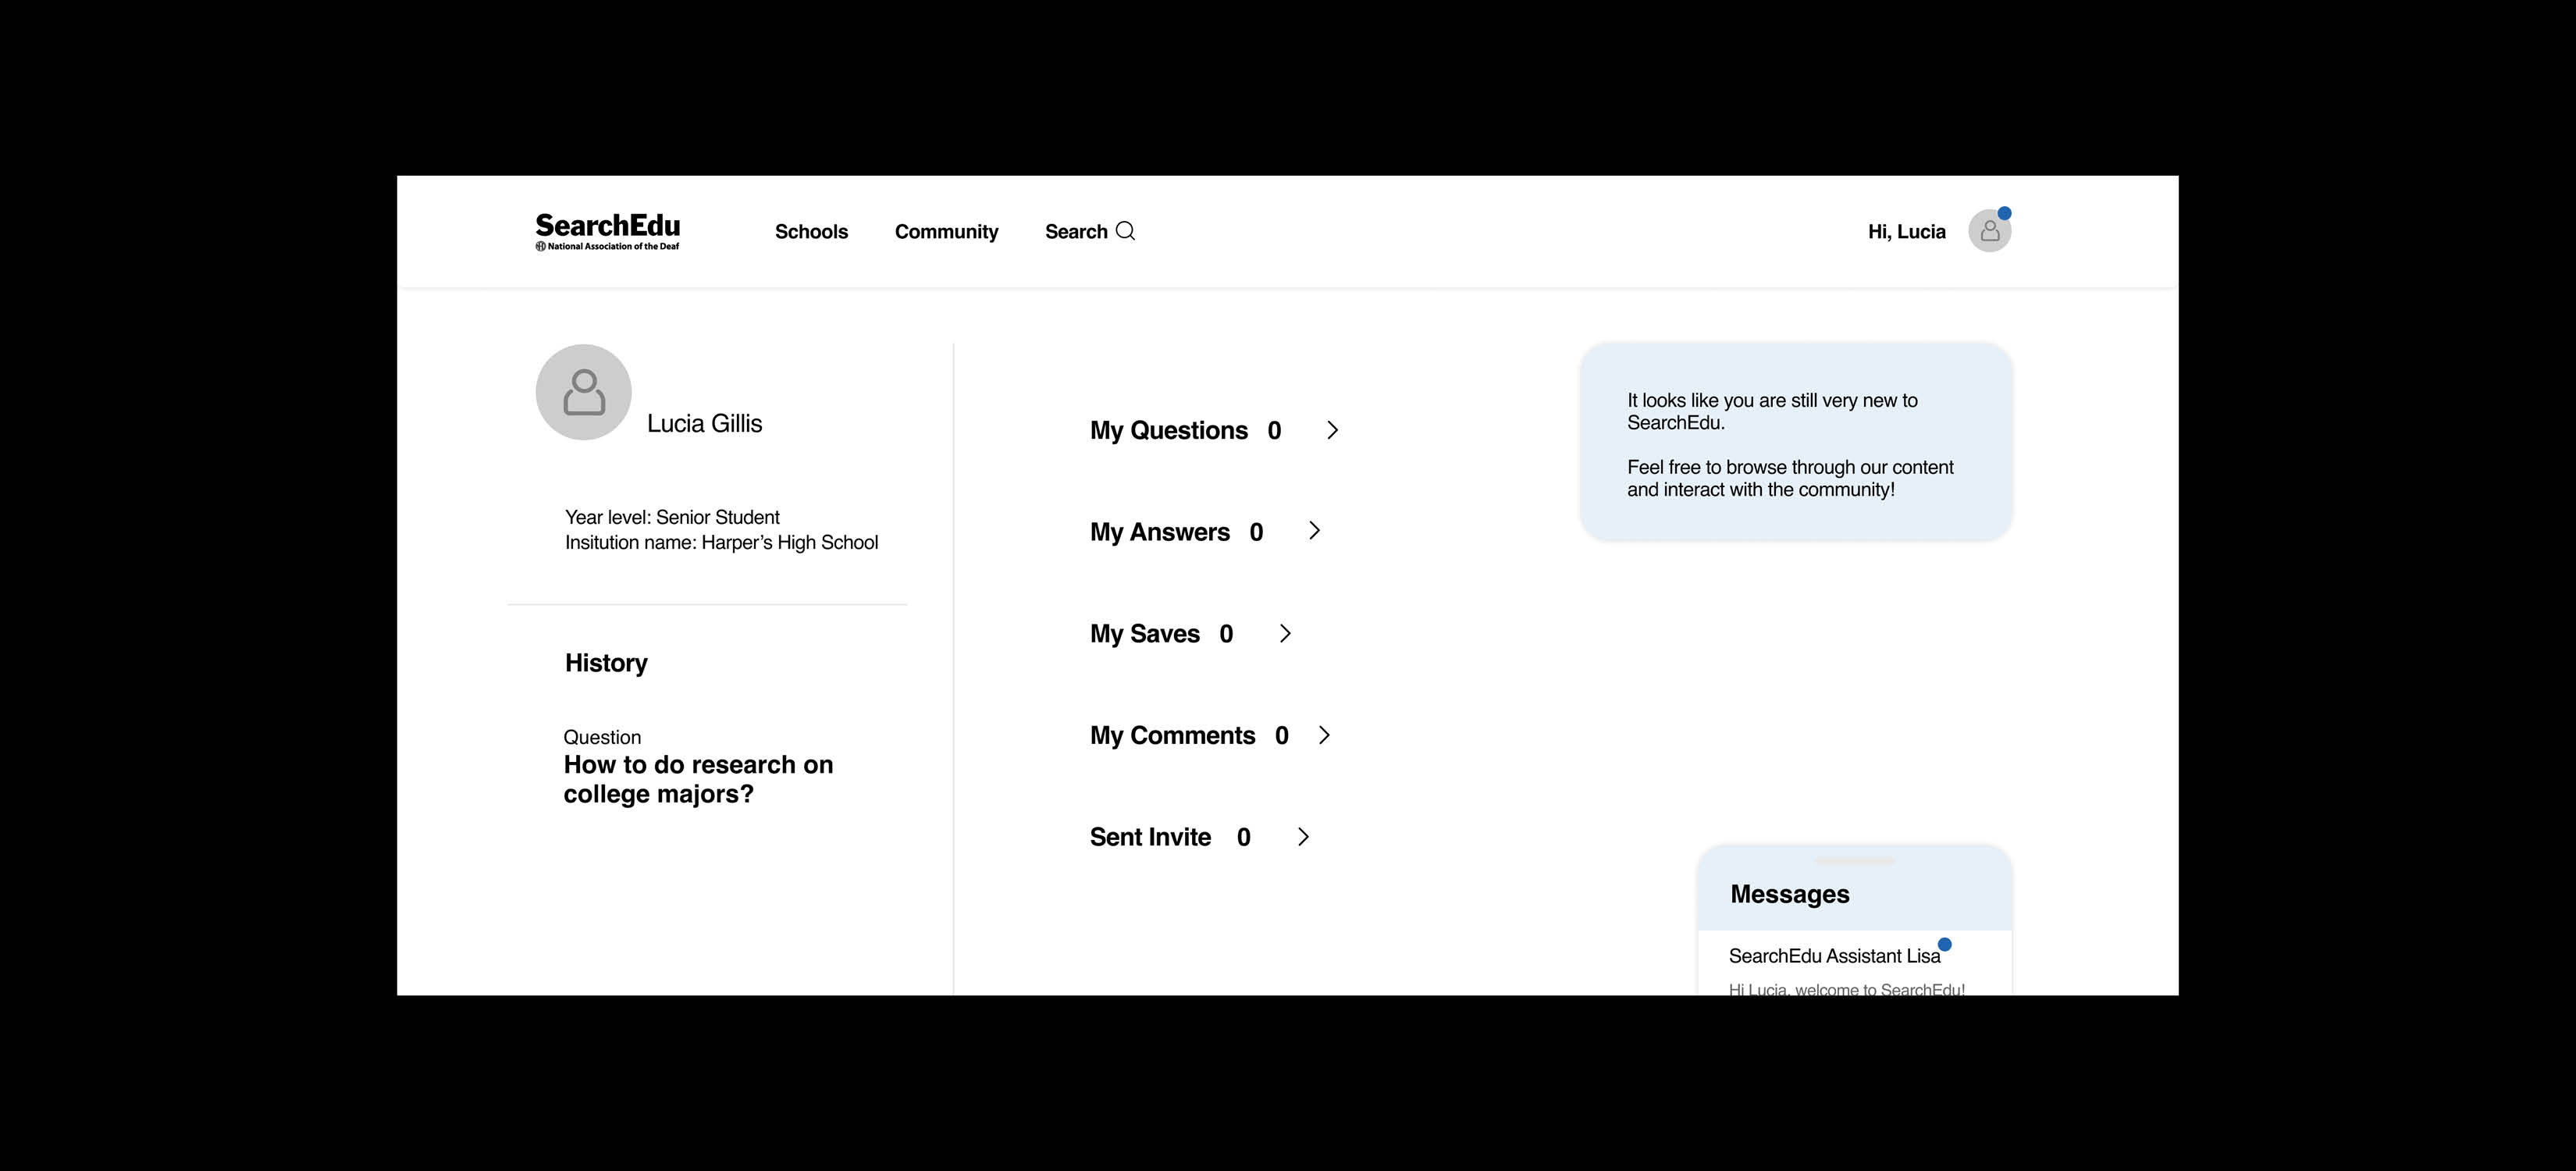 SearchEdu
National Association of the Deaf
Schools
Community
Search
Hi, Lucia
Lucia Gillis
Year level: Senior Student
Insitution name: Harper's High School
History
Question
How to do research on
college majors?
My Questions 0
My Answers 0
My Saves 0
My Comments 0
Sent Invite 0
It looks like you are still very new to
SearchEdu.
Feel free to browse through our content
and interact with the community!
Messages
SearchEdu Assistant Lisa
Hi Lucia, welcome to SearchEdu!